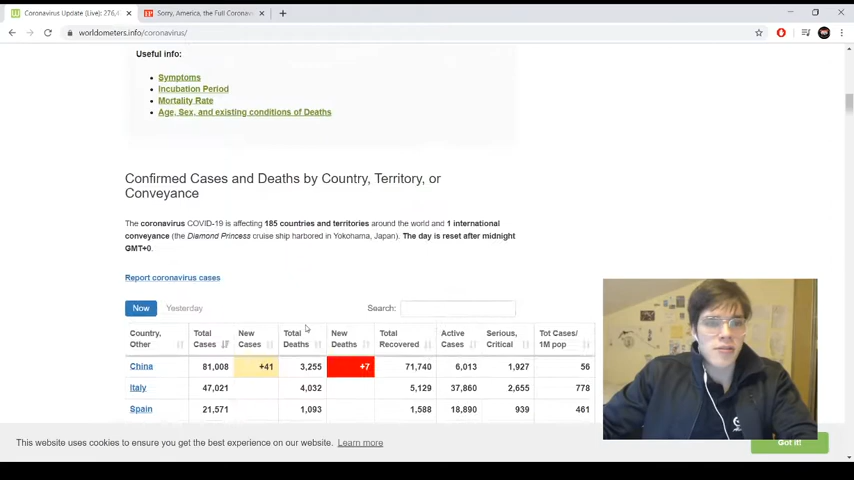 Coronavirus Update (Live): 276,4
Sorry, America, the Full Coronav
worldometers.info/coronavirus/
Useful info:
Symptoms
Incubation Period
Mortality Rate
Age, Sex, and existing conditions of Deaths
Confirmed Cases and Deaths by Country, Territory, or
Conveyance
The coronavirus COVID-19 is affecting 185 countries and territories around the world and 1 international
conveyance (the Diamond Princess cruise ship harbored in Yokohama, Japan). The day is reset after midnight
GMT+0.
Report coronavirus cases
Now Yesterday Search:
Country, Other Total Cases New Cases Total Deaths New Deaths Total Recovered Active Cases Serious, Critical Tot Cases/ 1M pop
China 81,008 +41 3,255 +7 71,740 6,013 1,927 56
Italy 47,021 4,032 5,129 37,860 2,655 778
Spain 21,571 1,093 1,588 18,890 939 461
This website uses cookies to ensure you get the best experience on our website. Learn more Got it!